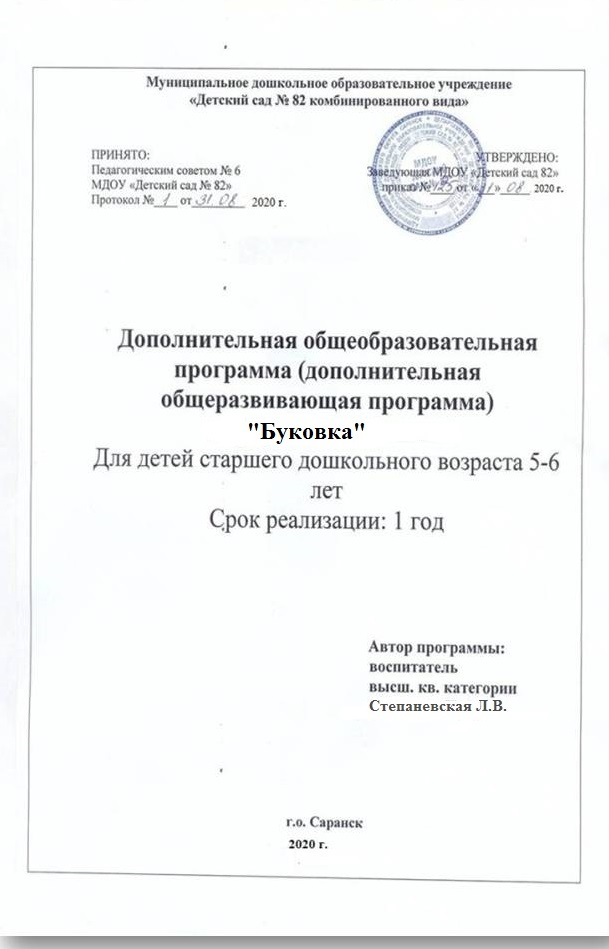 Муниципальное дошкольное образовательное учреждение
«Детский сад № 82 комбинированного вида»
ПРИНЯТО:
Педагогическим советом № 6
МДОУ «Детский сад № 82»
Протокол № 1 от 31.08 2020 г.
УТВЕРЖДЕНО:
Заведующая МДОУ «Детский сад 82»
приказ № от « » 08 2020 г.
Дополнительная общеобразовательная
программа (дополнительная
общеразвивающая программа)
"Буковка"
Для детей старшего дошкольного возраста 5-6
лет
Срок реализации: 1 год
Автор программы:
воспитатель
высш. кв. категории
Степаневская Л.В.
г.о. Саранск
2020 г.